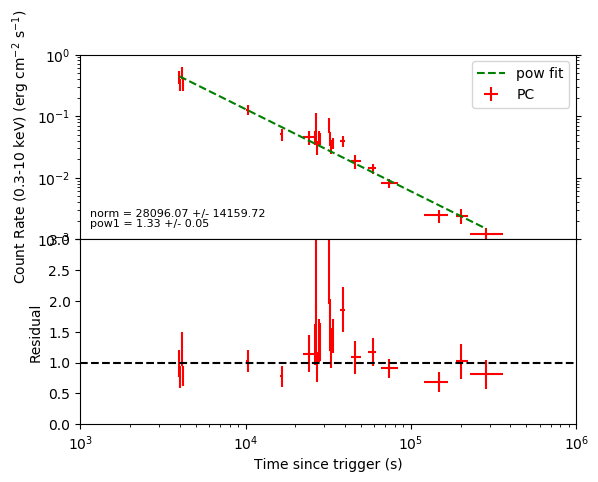 Count Rate (0.3-10 keV) (erg cm⁻² s⁻¹)
10⁰
10⁻¹
10⁻²
10⁻³
pow fit
PC
norm = 28096.07 +/- 14159.72
pow1 = 1.33 +/- 0.05
Residual
3.0
2.5
2.0
1.5
1.0
0.5
0.0
10³ 10⁴ 10⁵ 10⁶
Time since trigger (s)